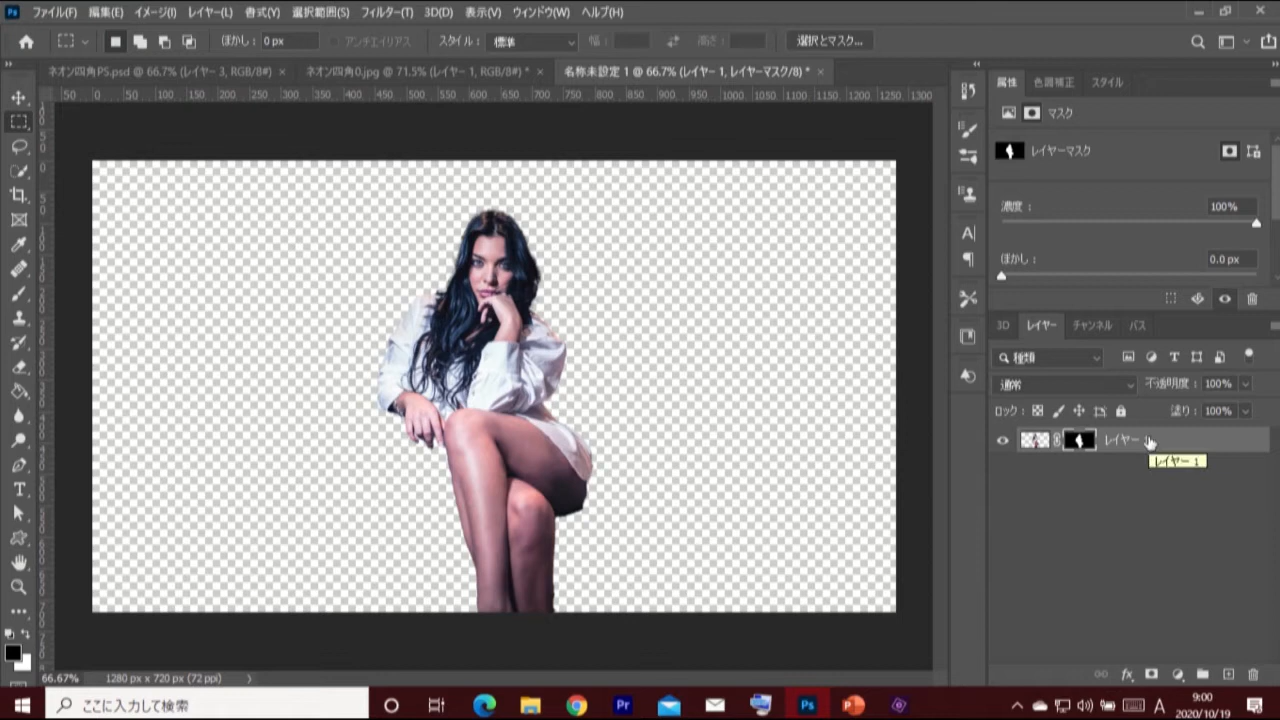 Ps ファイル(F) 編集(E) イメージ(I) レイヤー(L) 書式(Y) 選択範囲(S) フィルター(T) 3D(D) 表示(V) ウィンドウ(W) ヘルプ(H)
ぼかし: 0 px アンチエイリアス スタイル: 標準 幅: 高さ: 選択とマスク...
ネオン四角PS.psd @ 66.7% (レイヤー 3, RGB/8#) × ネオン四角0.jpg @ 71.5% (レイヤー 1, RGB/8#) * × 名称未設定 1 @ 66.7% (レイヤー 1, レイヤーマスク/8) * ×
50 0 50 100 150 200 250 300 350 400 450 500 550 600 650 700 750 800 850 900 950 1000 1050 1100 1150 1200 1250 1300
属性 色調補正 スタイル
マスク
レイヤーマスク
濃度: 100%
ぼかし: 0.0 px
3D レイヤー チャンネル パス
種類
通常 不透明度: 100%
ロック: 塗り: 100%
レイヤー
レイヤー 1
66.67% 1280 px x 720 px (72 ppi)
ここに入力して検索
Pr Ps A
9:00
2020/10/19